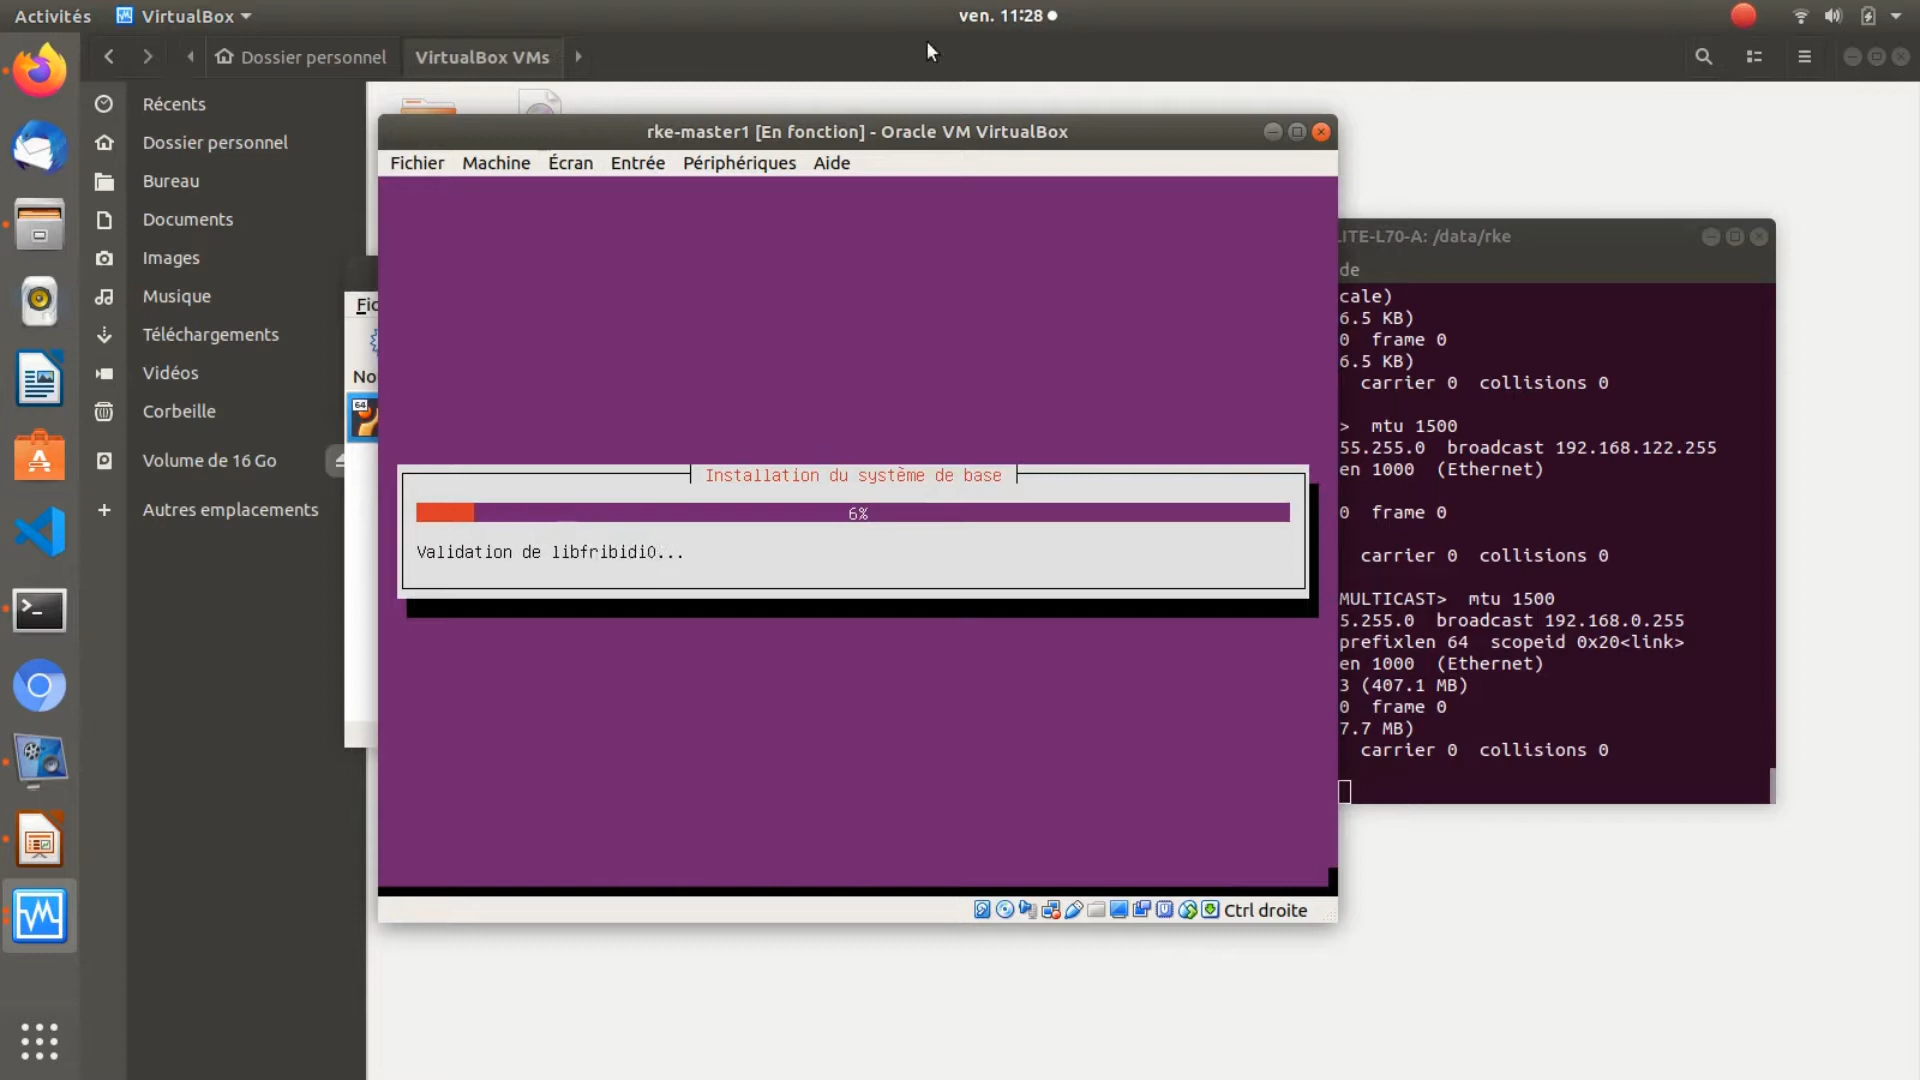 Activités
VirtualBox
ven. 11:28
Dossier personnel
VirtualBox VMs
Récents
Dossier personnel
Bureau
Documents
Images
Musique
Téléchargements
Vidéos
Corbeille
Volume de 16 Go
Autres emplacements
Fic
No
64
rke-master1 [En fonction] - Oracle VM VirtualBox
Fichier Machine Écran Entrée Périphériques Aide
Installation du système de base
6%
Validation de libfribidi0...
Ctrl droite
LITE-L70-A: /data/rke
de
cale)
6.5 KB)
0 frame 0
6.5 KB)
carrier 0 collisions 0
> mtu 1500
55.255.0 broadcast 192.168.122.255
en 1000 (Ethernet)
0 frame 0
carrier 0 collisions 0
MULTICAST> mtu 1500
5.255.0 broadcast 192.168.0.255
prefixlen 64 scopeid 0x20<link>
en 1000 (Ethernet)
3 (407.1 MB)
0 frame 0
7.7 MB)
carrier 0 collisions 0